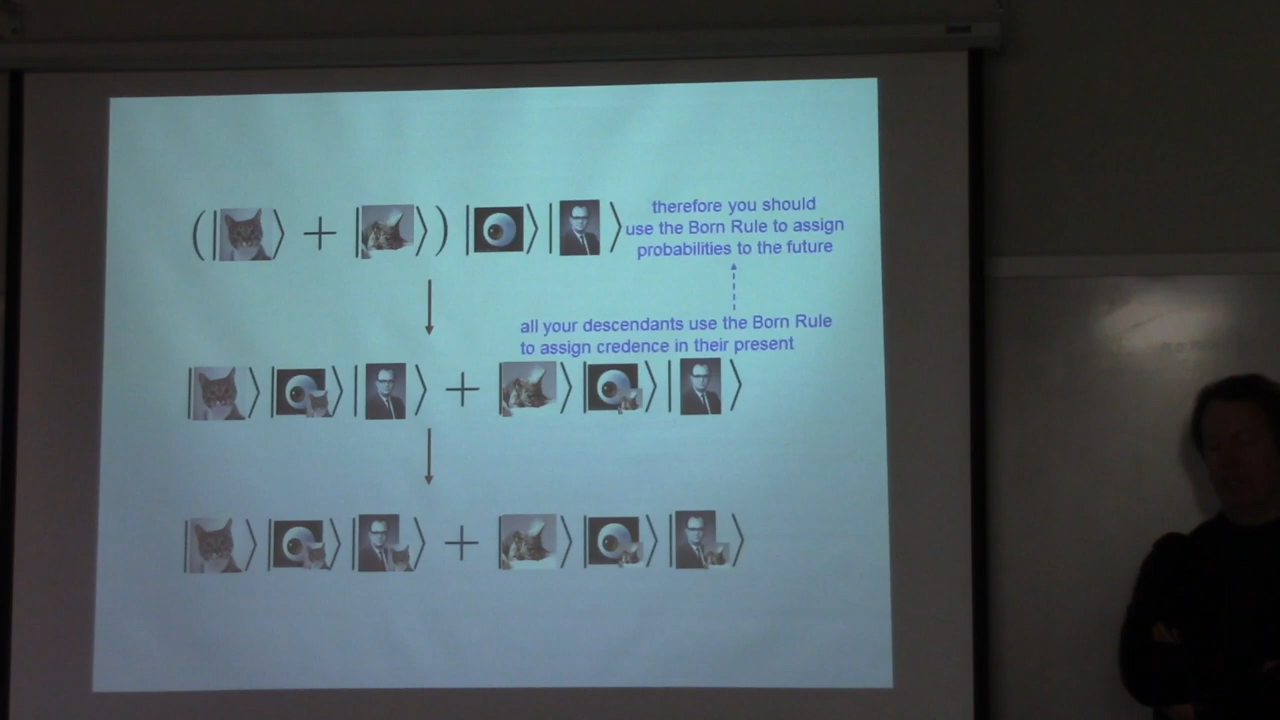 therefore you should
use the Born Rule to assign
probabilities to the future
all your descendants use the Born Rule
to assign credence in their present